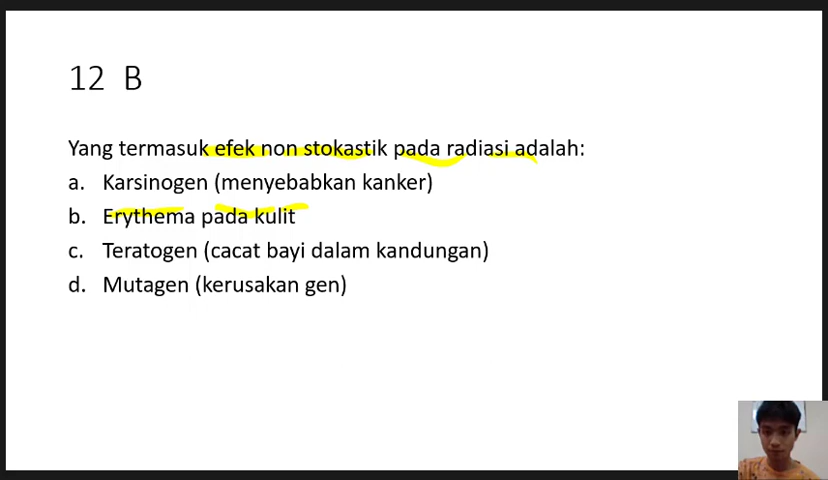 12 B
Yang termasuk efek non stokastik pada radiasi adalah:
a. Karsinogen (menyebabkan kanker)
b. Erythema pada kulit
c. Teratogen (cacat bayi dalam kandungan)
d. Mutagen (kerusakan gen)